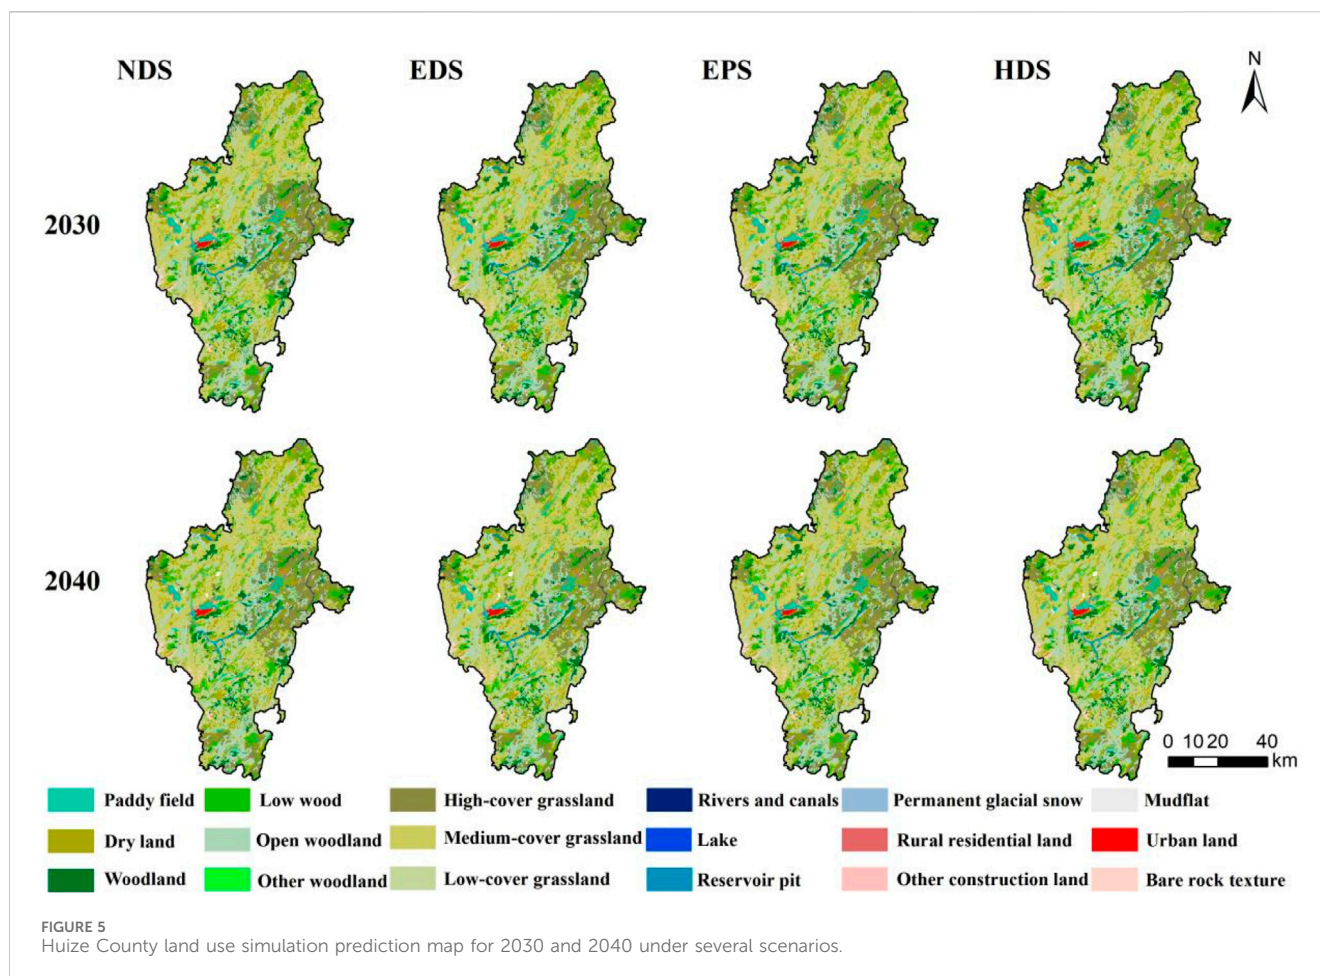 NDS EDS EPS HDS N
2030
2040
0 10 20 40
km
Paddy field Low wood High-cover grassland Rivers and canals Permanent glacial snow Mudflat
Dry land Open woodland Medium-cover grassland Lake Rural residential land Urban land
Woodland Other woodland Low-cover grassland Reservoir pit Other construction land Bare rock texture
FIGURE 5
Huize County land use simulation prediction map for 2030 and 2040 under several scenarios.